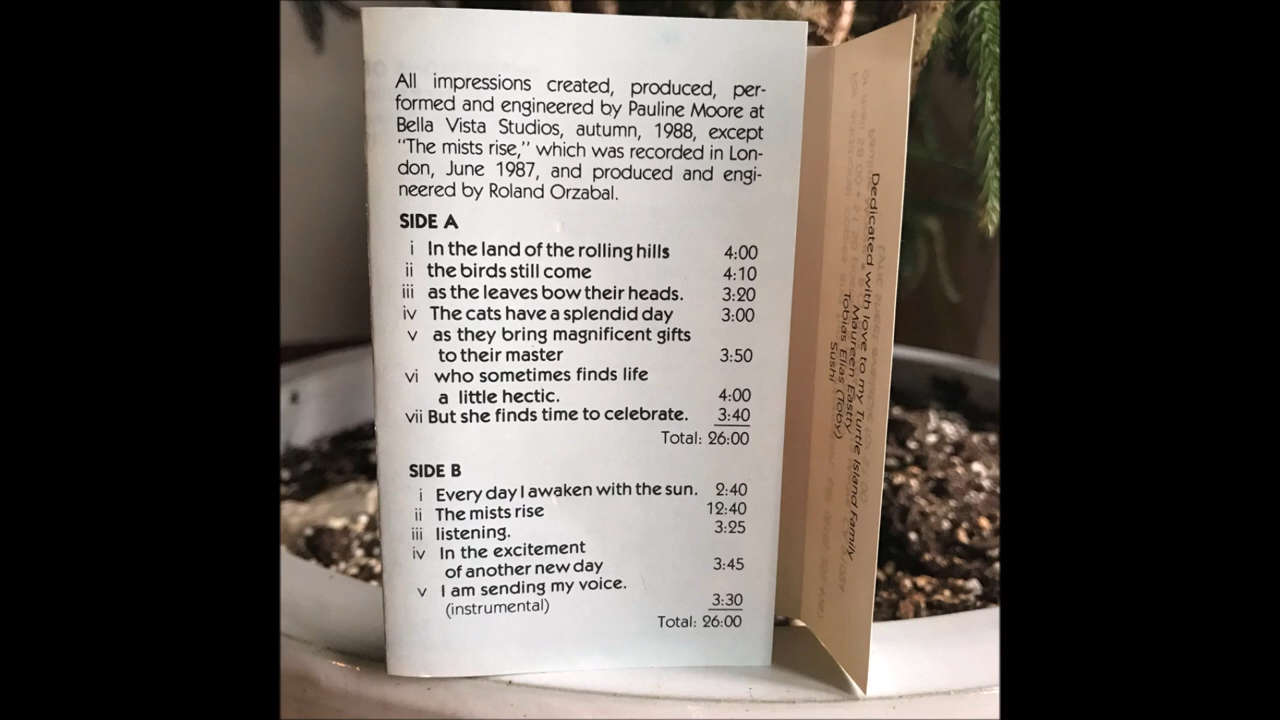 All impressions created, produced, per-
formed and engineered by Pauline Moore at
Bella Vista Studios, autumn, 1988, except
"The mists rise," which was recorded in Lon-
don, June 1987, and produced and engi-
neered by Roland Orzabal.
SIDE A
i In the land of the rolling hills 4:00
ii the birds still come 4:10
iii as the leaves bow their heads. 3:20
iv The cats have a splendid day 3:00
v as they bring magnificent gifts
to their master 3:50
vi who sometimes finds life
a little hectic. 4:00
vii But she finds time to celebrate. 3:40
Total: 26:00
SIDE B
i Every day I awaken with the sun. 2:40
ii The mists rise 12:40
iii listening. 3:25
iv In the excitement
of another new day 3:45
v I am sending my voice.
(instrumental) 3:30
Total: 26:00
Dedicated with love to my Turtle Island Family
Maureen Eastly
Tobias Elias (Toby)
Sushi